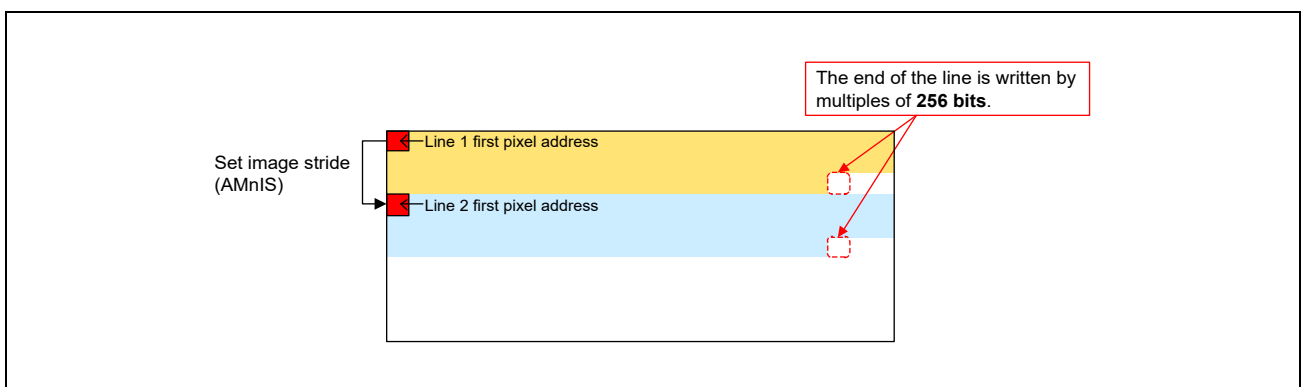 The end of the line is written by
multiples of 256 bits.
Line 1 first pixel address
Set image stride
(AMnIS)
Line 2 first pixel address